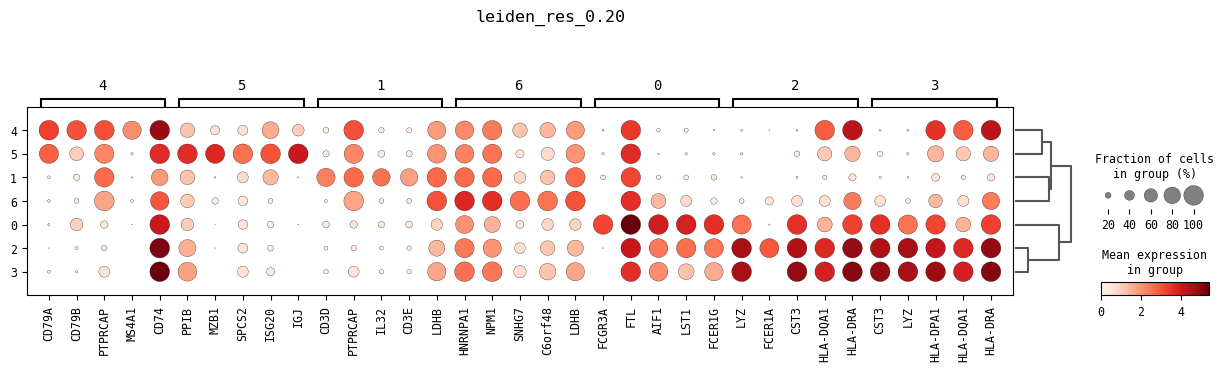 leiden_res_0.20
4 5 1 6 0 2 3
4
5
1
6
0
2
3
CD79A CD79B PTPRCAP MS4A1 CD74 PPIB MZB1 SPCS2 ISG20 IGJ CD3D PTPRCAP IL32 CD3E LDHB HNRNPA1 NPM1 SNHG7 C6orf48 LDHB FCGR3A FTL AIF1 LST1 FCER1G LYZ FCER1A CST3 HLA-DQA1 HLA-DRA CST3 LYZ HLA-DPA1 HLA-DQA1 HLA-DRA
Fraction of cells
in group (%)
20 40 60 80 100
Mean expression
in group
0 2 4